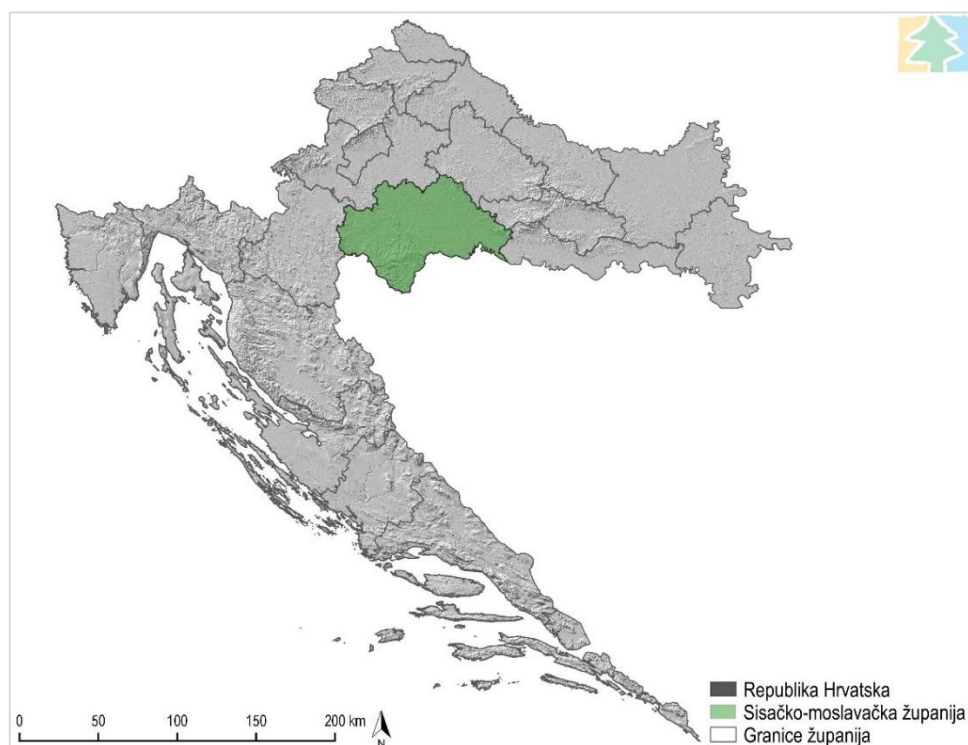 Republika Hrvatska
Sisačko-moslavačka županija
Granice županija
0 50 100 150 200 km
N